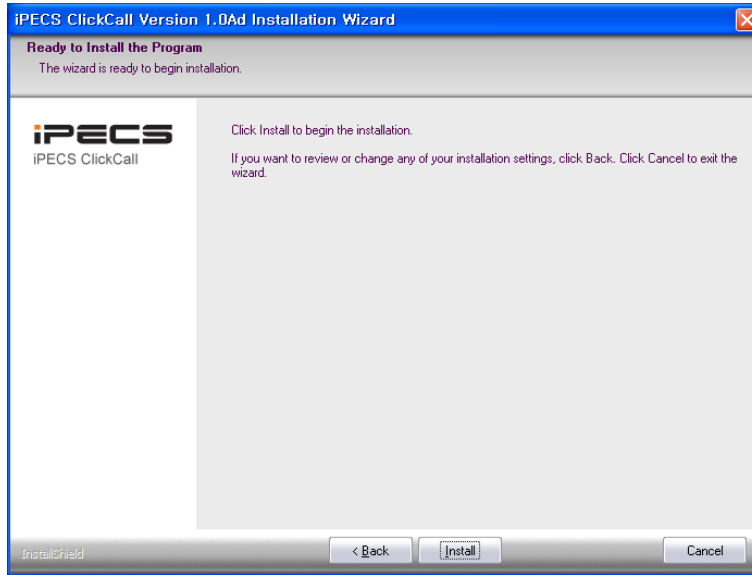 iPECS ClickCall Version 1.0Ad Installation Wizard
Ready to Install the Program
The wizard is ready to begin installation.
iPECS
iPECS ClickCall
Click Install to begin the installation.
If you want to review or change any of your installation settings, click Back. Click Cancel to exit the
wizard.
InstallShield
< Back
Install
Cancel